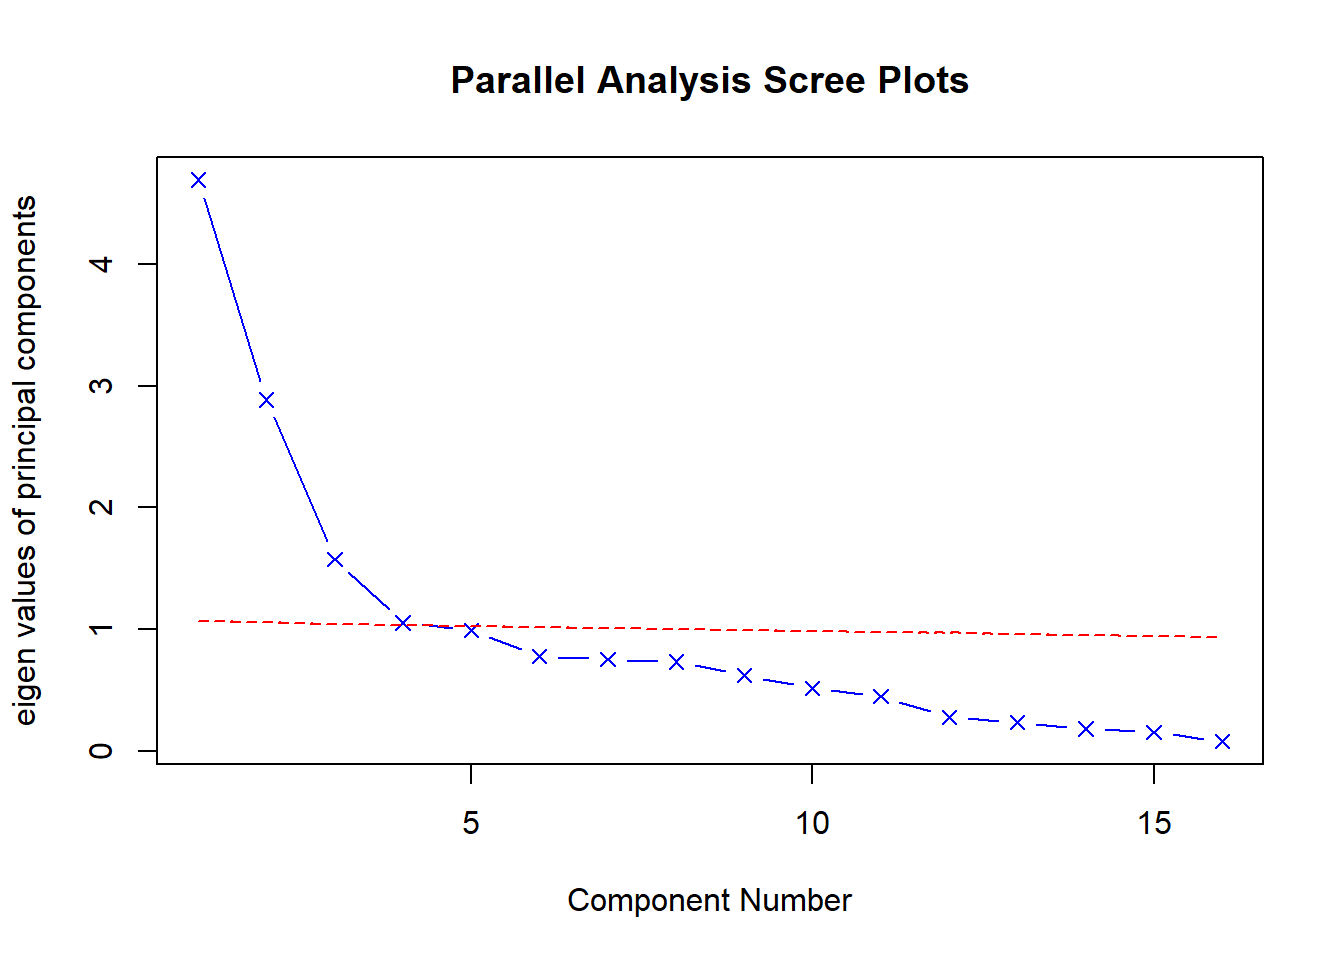 Parallel Analysis Scree Plots
eigen values of principal components
4
3
2
1
0
5
10
15
Component Number